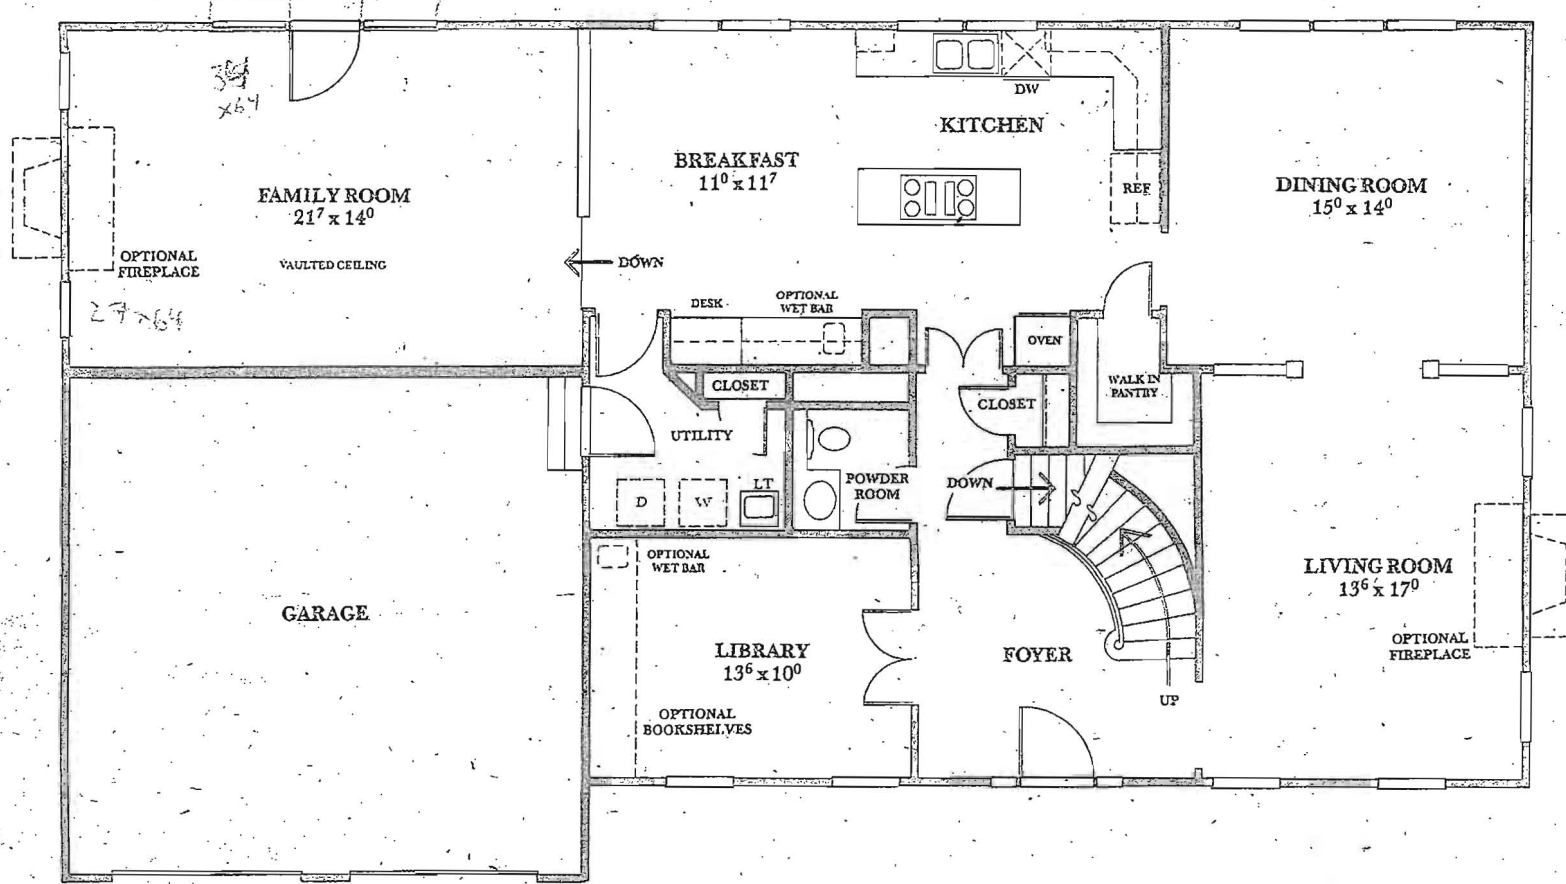 FAMILY ROOM
21⁷ x 14⁰
VAULTED CEILING
OPTIONAL
FIREPLACE
x64
27x64
BREAKFAST
11⁰ x 11⁷
KITCHEN
DW
REF
DOWN
DESK
OPTIONAL
WET BAR
OVEN
DINING ROOM
15⁰ x 14⁰
WALK IN
PANTRY
CLOSET
CLOSET
UTILITY
D
W
LT
POWDER
ROOM
DOWN
GARAGE
OPTIONAL
WET BAR
LIBRARY
13⁶ x 10⁰
OPTIONAL
BOOKSHELVES
FOYER
UP
LIVING ROOM
13⁶ x 17⁰
OPTIONAL
FIREPLACE